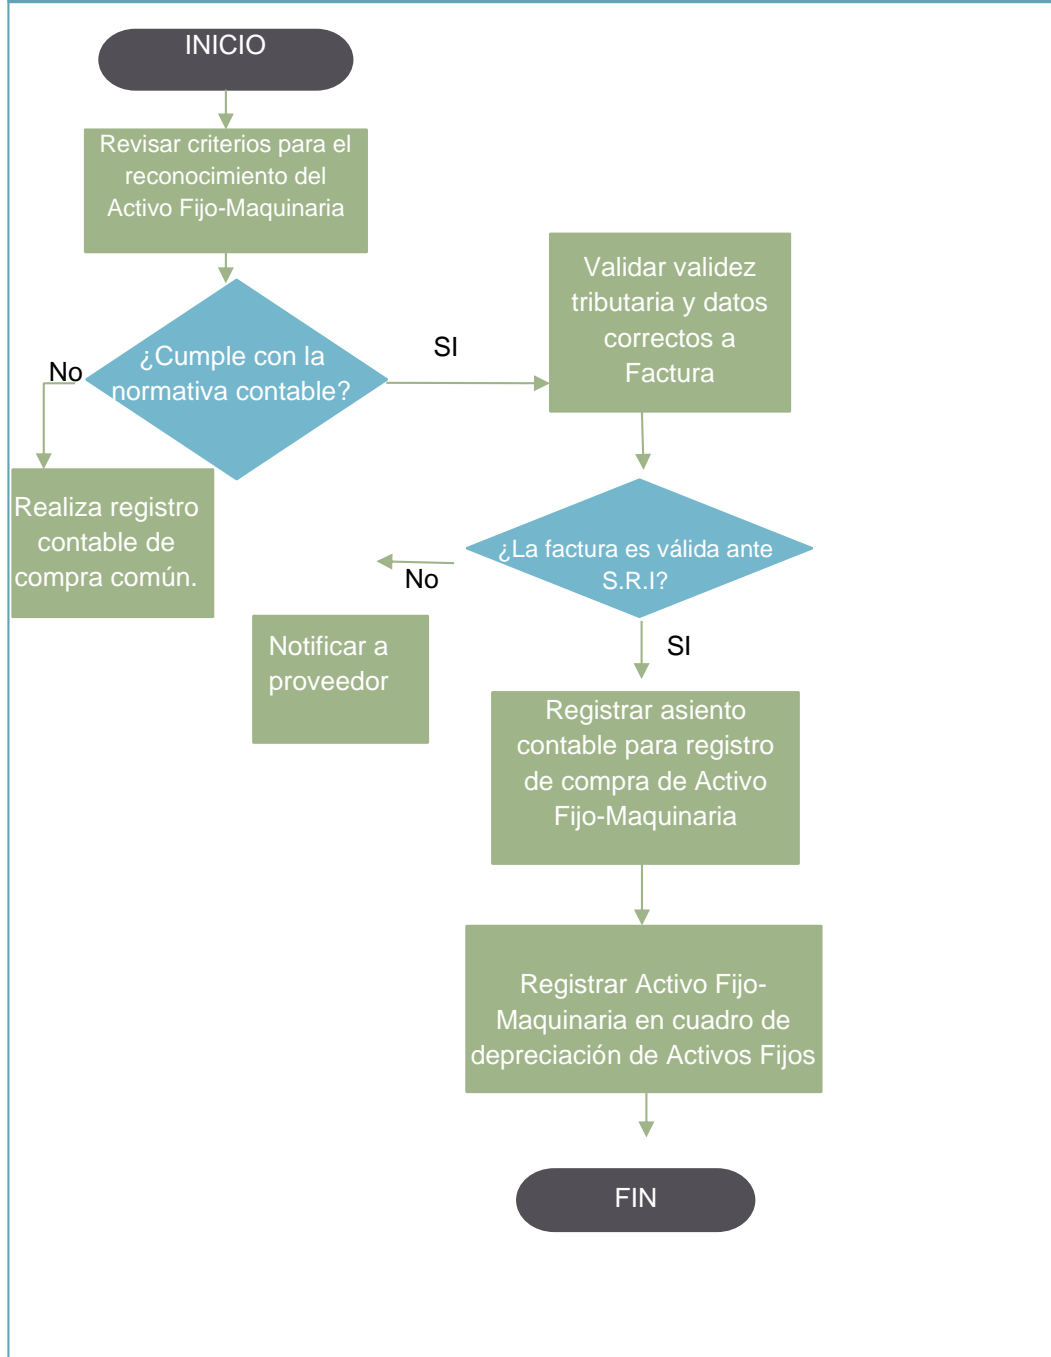 INICIO
Revisar criterios para el
reconocimiento del
Activo Fijo-Maquinaria
¿Cumple con la
normativa contable?
No
SI
Realiza registro
contable de
compra común.
Validar validez
tributaria y datos
correctos a
Factura
¿La factura es válida ante
S.R.I?
No
SI
Notificar a
proveedor
Registrar asiento
contable para registro
de compra de Activo
Fijo-Maquinaria
Registrar Activo Fijo-
Maquinaria en cuadro de
depreciación de Activos Fijos
FIN